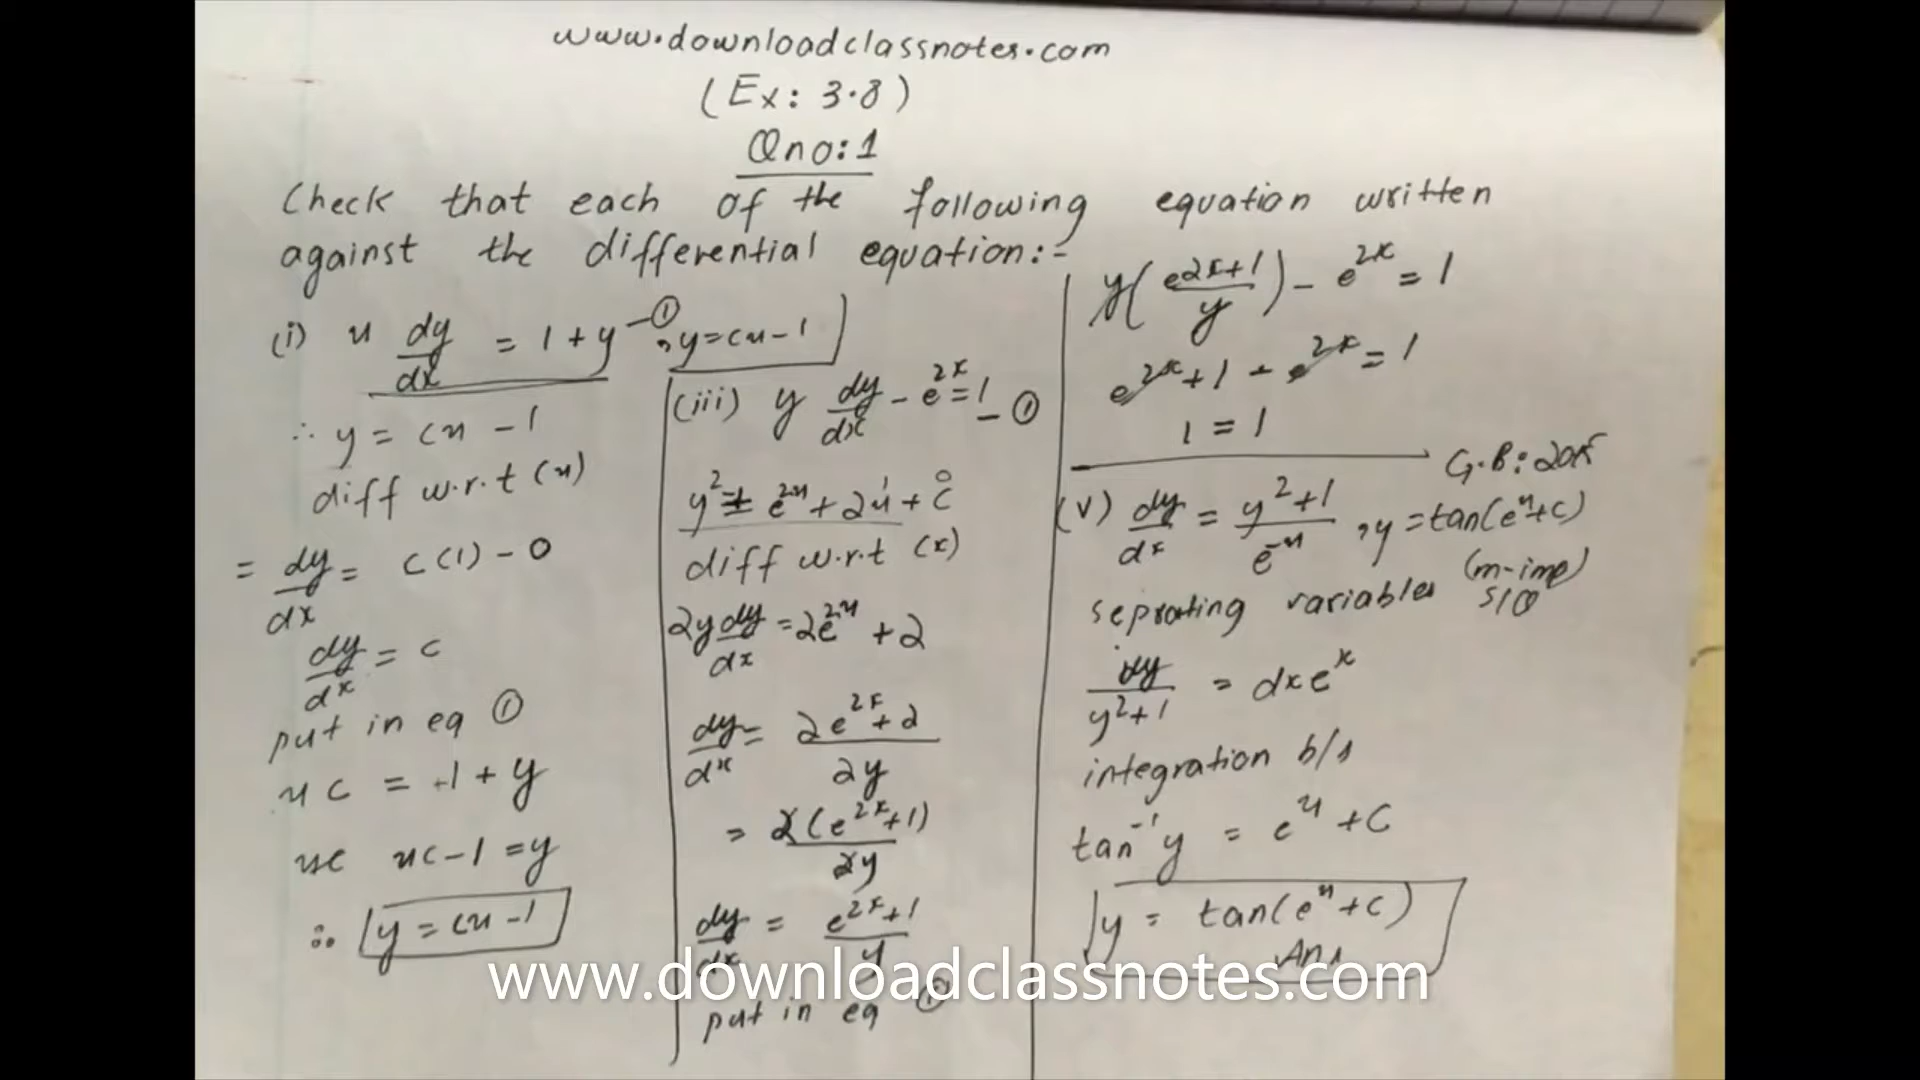 www.downloadclassnotes.com
(Ex: 3.8)
Qno:1
Check that each of the following equation written
against the differential equation:-
(i) x dy/dx = 1 + y —① , y = cx - 1
∴ y = cx - 1
diff w.r.t (x)
= dy/dx = c(1) - 0
dy/dx = c
put in eq ①
xc = 1 + y
xc - 1 = y
∴ y = cx - 1
(iii) y dy/dx - e^2x = 1 - ①
y² = e^2x + 2x + c
diff w.r.t (x)
2y dy/dx = 2e^2x + 2
dy/dx = 2e^2x + 2 / 2y
= 2(e^2x + 1) / 2y
dy/dx = e^2x + 1 / y
put in eq ①
y(e^2x + 1 / y) - e^2x = 1
e^2x + 1 - e^2x = 1
1 = 1
(v) dy/dx = y² + 1 / e^-x , y = tan(e^x + c)
(m-imp)
seprating variables
dy / y² + 1 = dx e^x
integration b/s
tan^-1 y = e^x + c
y = tan(e^x + c)
Ans
www.downloadclassnotes.com